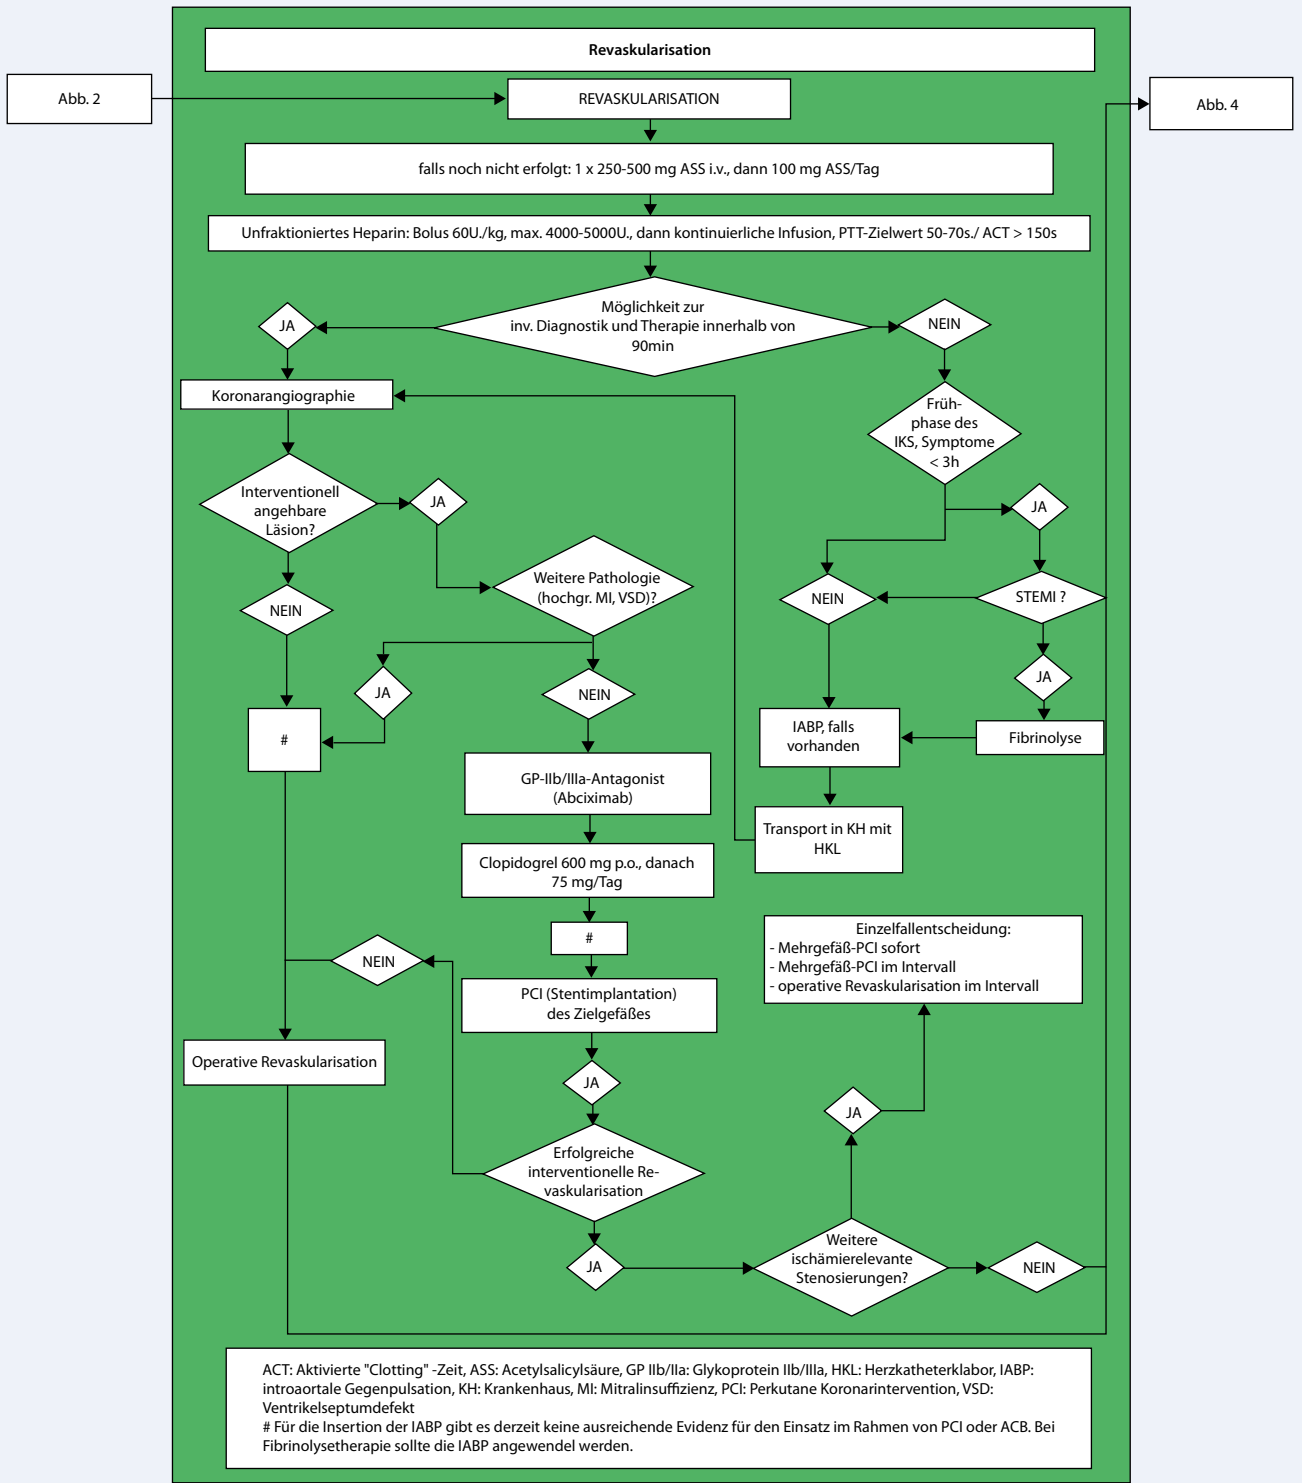 Revaskularisation
Abb. 2
REVASKULARISATION
Abb. 4
falls noch nicht erfolgt: 1 x 250-500 mg ASS i.v., dann 100 mg ASS/Tag
Unfraktioniertes Heparin: Bolus 60U./kg, max. 4000-5000U., dann kontinuierliche Infusion, PTT-Zielwert 50-70s./ ACT > 150s
Möglichkeit zur
inv. Diagnostik und Therapie innerhalb von
90min
JA
NEIN
Koronarangiographie
Früh-
phase des
IKS, Symptome
< 3h
Interventionell
angehbare
Läsion?
JA
JA
Weitere Pathologie
(hochgr. MI, VSD)?
NEIN
NEIN
STEMI ?
JA
NEIN
JA
#
IABP, falls
vorhanden
Fibrinolyse
GP-IIb/IIIa-Antagonist
(Abciximab)
Transport in KH mit
HKL
Clopidogrel 600 mg p.o., danach
75 mg/Tag
#
Einzelfallentscheidung:
- Mehrgefäß-PCI sofort
- Mehrgefäß-PCI im Intervall
- operative Revaskularisation im Intervall
NEIN
PCI (Stentimplantation)
des Zielgefäßes
Operative Revaskularisation
JA
JA
Erfolgreiche
interventionelle Re-
vaskularisation
Weitere
ischämierelevante
Stenosierungen?
JA
NEIN
ACT: Aktivierte "Clotting" -Zeit, ASS: Acetylsalicylsäure, GP IIb/IIa: Glykoprotein IIb/IIIa, HKL: Herzkatheterklabor, IABP:
introaortale Gegenpulsation, KH: Krankenhaus, MI: Mitralinsuffizienz, PCI: Perkutane Koronarintervention, VSD:
Ventrikelseptumdefekt
# Für die Insertion der IABP gibt es derzeit keine ausreichende Evidenz für den Einsatz im Rahmen von PCI oder ACB. Bei
Fibrinolysetherapie sollte die IABP angewendel werden.